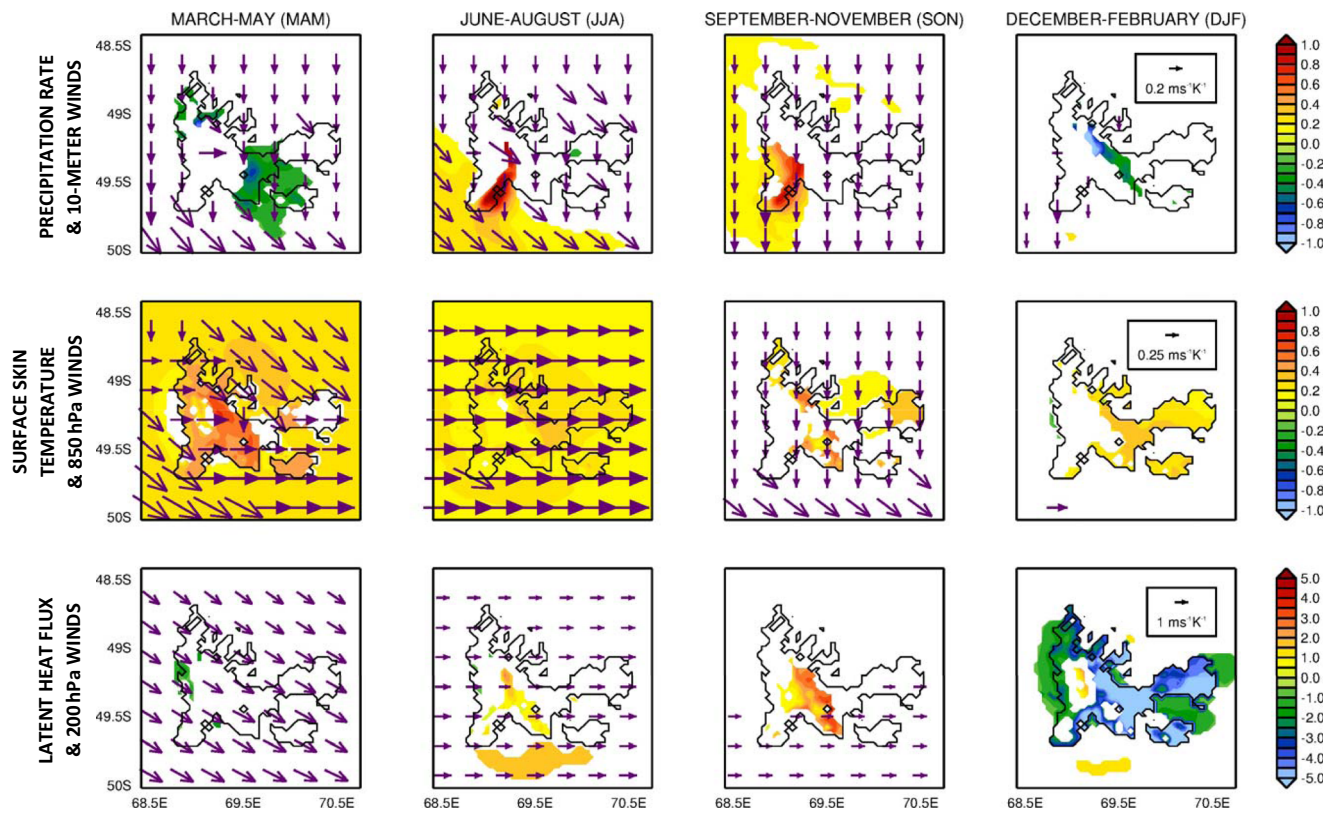 MARCH-MAY (MAM) JUNE-AUGUST (JJA) SEPTEMBER-NOVEMBER (SON) DECEMBER-FEBRUARY (DJF)
PRECIPITATION RATE
& 10-METER WINDS
48.5S
49S
49.5S
50S
0.2 ms⁻¹K⁻¹
1.0
0.8
0.6
0.4
0.2
0.0
-0.2
-0.4
-0.6
-0.8
-1.0
SURFACE SKIN
TEMPERATURE
& 850 hPa WINDS
48.5S
49S
49.5S
50S
0.25 ms⁻¹K⁻¹
1.0
0.8
0.6
0.4
0.2
0.0
-0.2
-0.4
-0.6
-0.8
-1.0
LATENT HEAT FLUX
& 200 hPa WINDS
48.5S
49S
49.5S
50S
1 ms⁻¹K⁻¹
5.0
4.0
3.0
2.0
1.0
0.0
-1.0
-2.0
-3.0
-4.0
-5.0
68.5E 69.5E 70.5E 68.5E 69.5E 70.5E 68.5E 69.5E 70.5E 68.5E 69.5E 70.5E